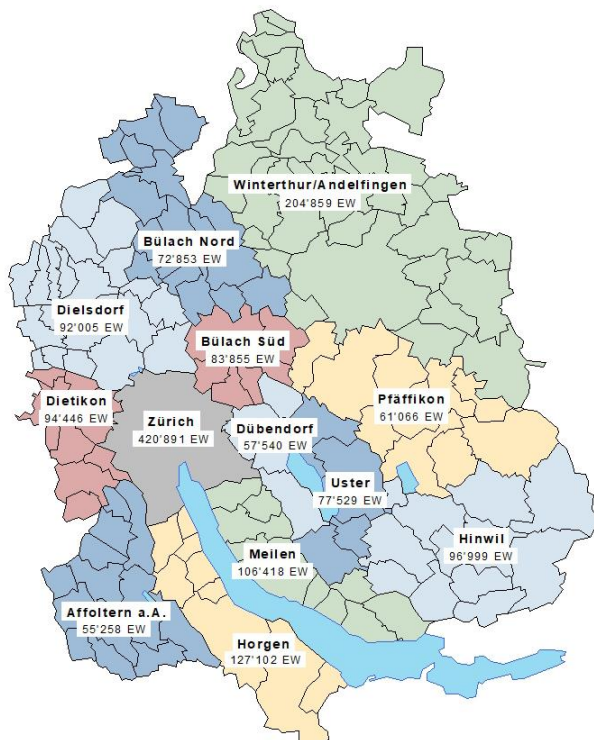 Winterthur/Andelfingen
204'859 EW
Bülach Nord
72'853 EW
Dielsdorf
92'005 EW
Bülach Süd
83'855 EW
Dietikon
94'446 EW
Zürich
420'891 EW
Dübendorf
57'540 EW
Pfäffikon
61'066 EW
Uster
77'529 EW
Hinwil
96'999 EW
Meilen
106'418 EW
Affoltern a.A.
55'258 EW
Horgen
127'102 EW